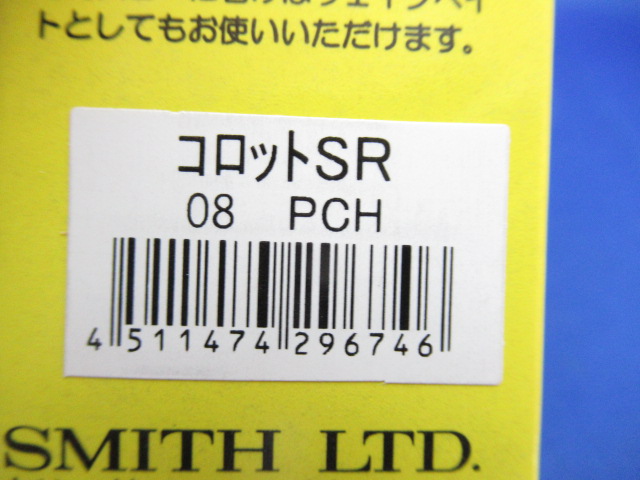 トとしてもお使いいただけます。
コロットSR
08 PCH
4 511474 296746
SMITH LTD.